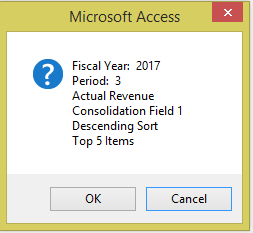 Microsoft Access
Fiscal Year: 2017
Period: 3
Actual Revenue
Consolidation Field 1
Descending Sort
Top 5 Items
OK
Cancel